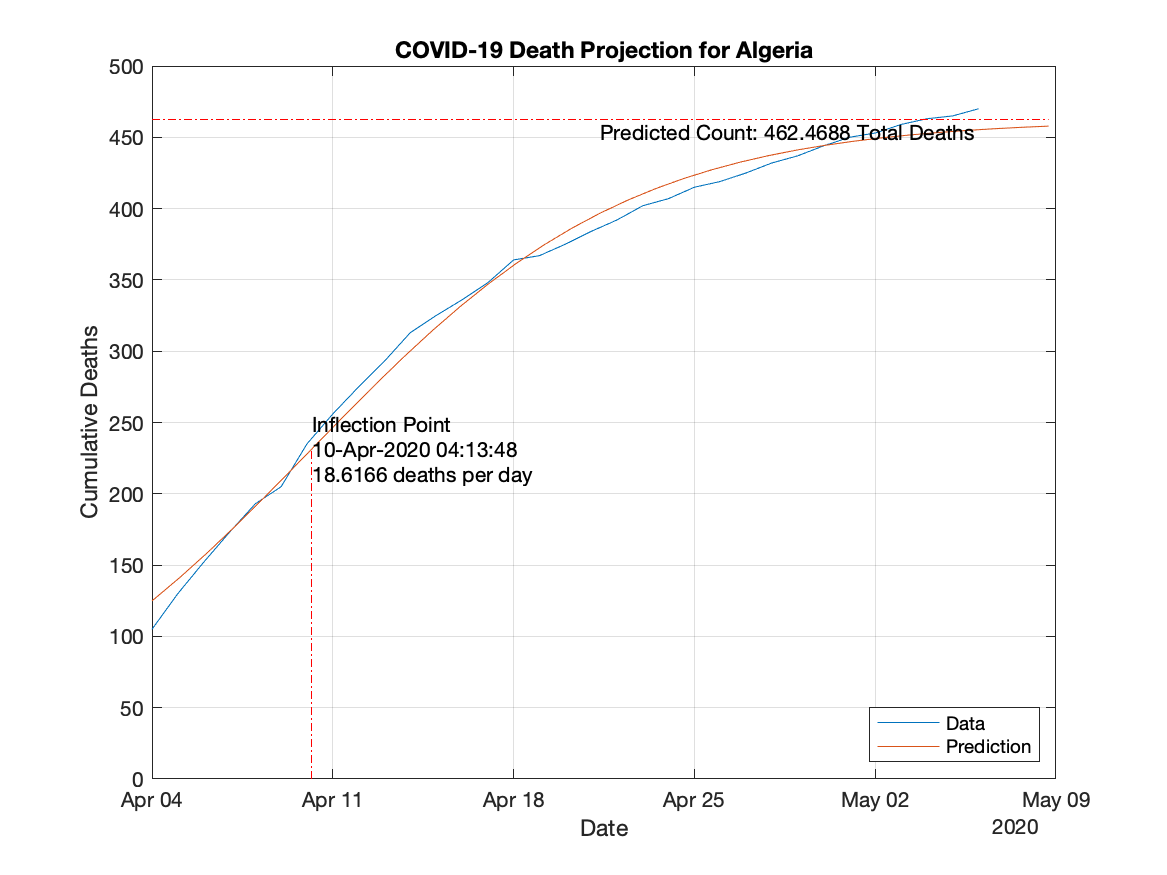 COVID-19 Death Projection for Algeria
500
450
400
350
300
250
200
150
100
50
0
Cumulative Deaths
Predicted Count: 462.4688 Total Deaths
Inflection Point
10-Apr-2020 04:13:48
18.6166 deaths per day
Data
Prediction
Apr 04 Apr 11 Apr 18 Apr 25 May 02 May 09
Date
2020